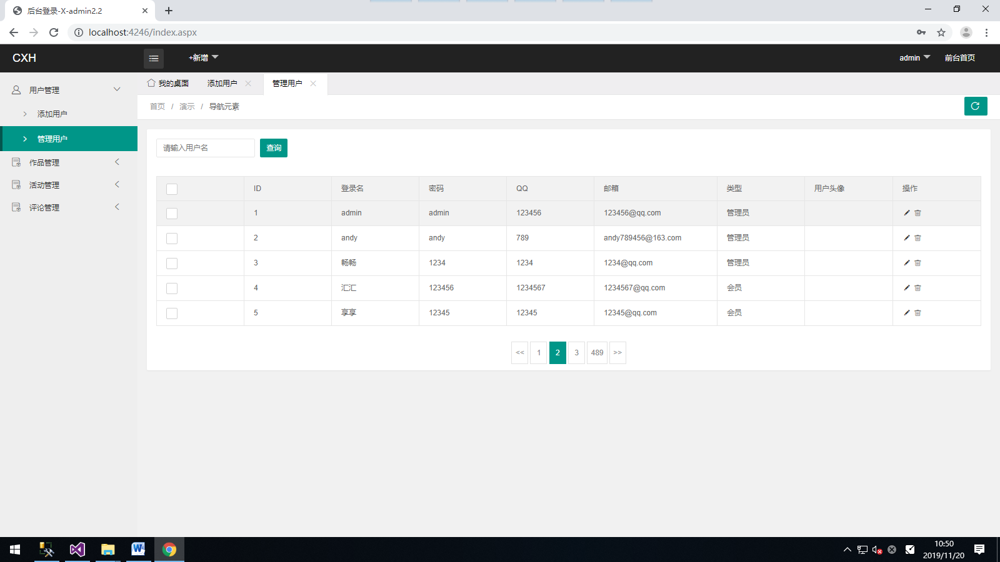 后台登录-X-admin2.2
localhost:4246/index.aspx
CXH
+新增
admin
前台首页
用户管理
添加用户
管理用户
作品管理
活动管理
评论管理
我的桌面 添加用户 管理用户
首页 / 演示 / 导航元素
请输入用户名 查询
ID 登录名 密码 QQ 邮箱 类型 用户头像 操作
1 admin admin 123456 123456@qq.com 管理员
2 andy andy 789 andy789456@163.com 管理员
3 畅畅 1234 1234 1234@qq.com 管理员
4 汇汇 123456 1234567 1234567@qq.com 会员
5 享享 12345 12345 12345@qq.com 会员
<< 1 2 3 489 >>
10:50
2019/11/20